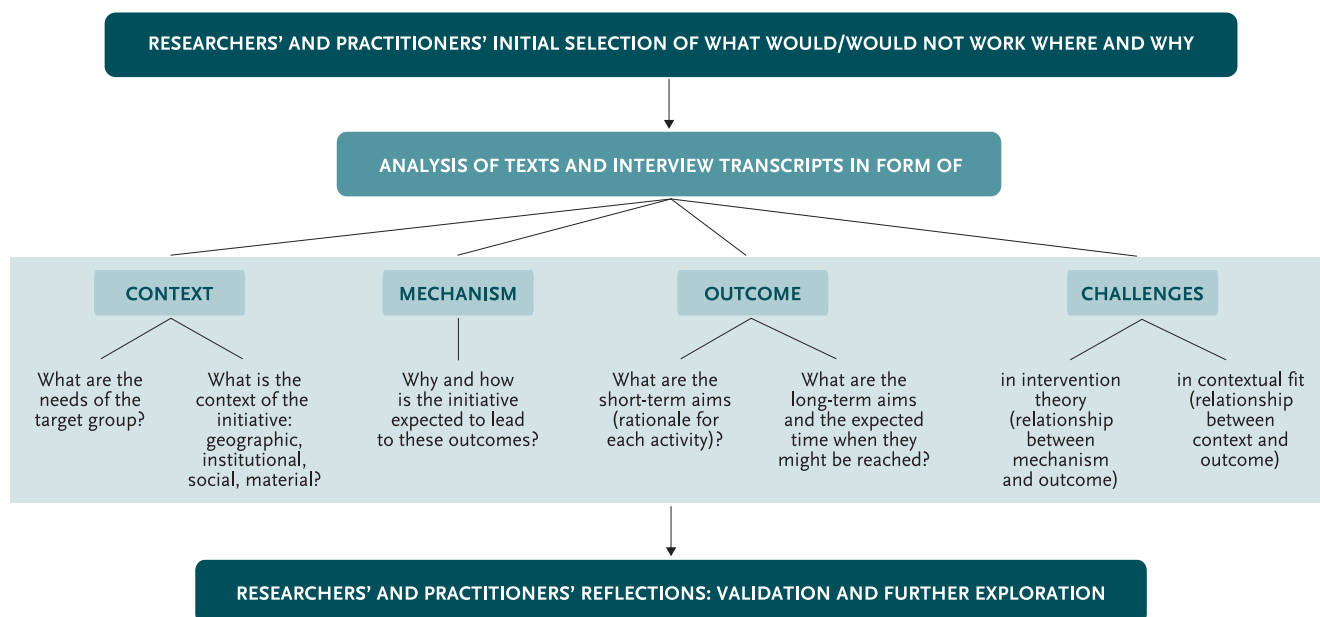 RESEARCHERS’ AND PRACTITIONERS’ INITIAL SELECTION OF WHAT WOULD/WOULD NOT WORK WHERE AND WHY
ANALYSIS OF TEXTS AND INTERVIEW TRANSCRIPTS IN FORM OF
CONTEXT
What are the
needs of the
target group?
What is the
context of the
initiative:
geographic,
institutional,
social, material?
MECHANISM
Why and how
is the initiative
expected to lead
to these outcomes?
OUTCOME
What are the
short-term aims
(rationale for
each activity)?
What are the
long-term aims
and the expected
time when they
might be reached?
CHALLENGES
in intervention
theory
(relationship
between
mechanism
and outcome)
in contextual fit
(relationship
between
context and
outcome)
RESEARCHERS’ AND PRACTITIONERS’ REFLECTIONS: VALIDATION AND FURTHER EXPLORATION